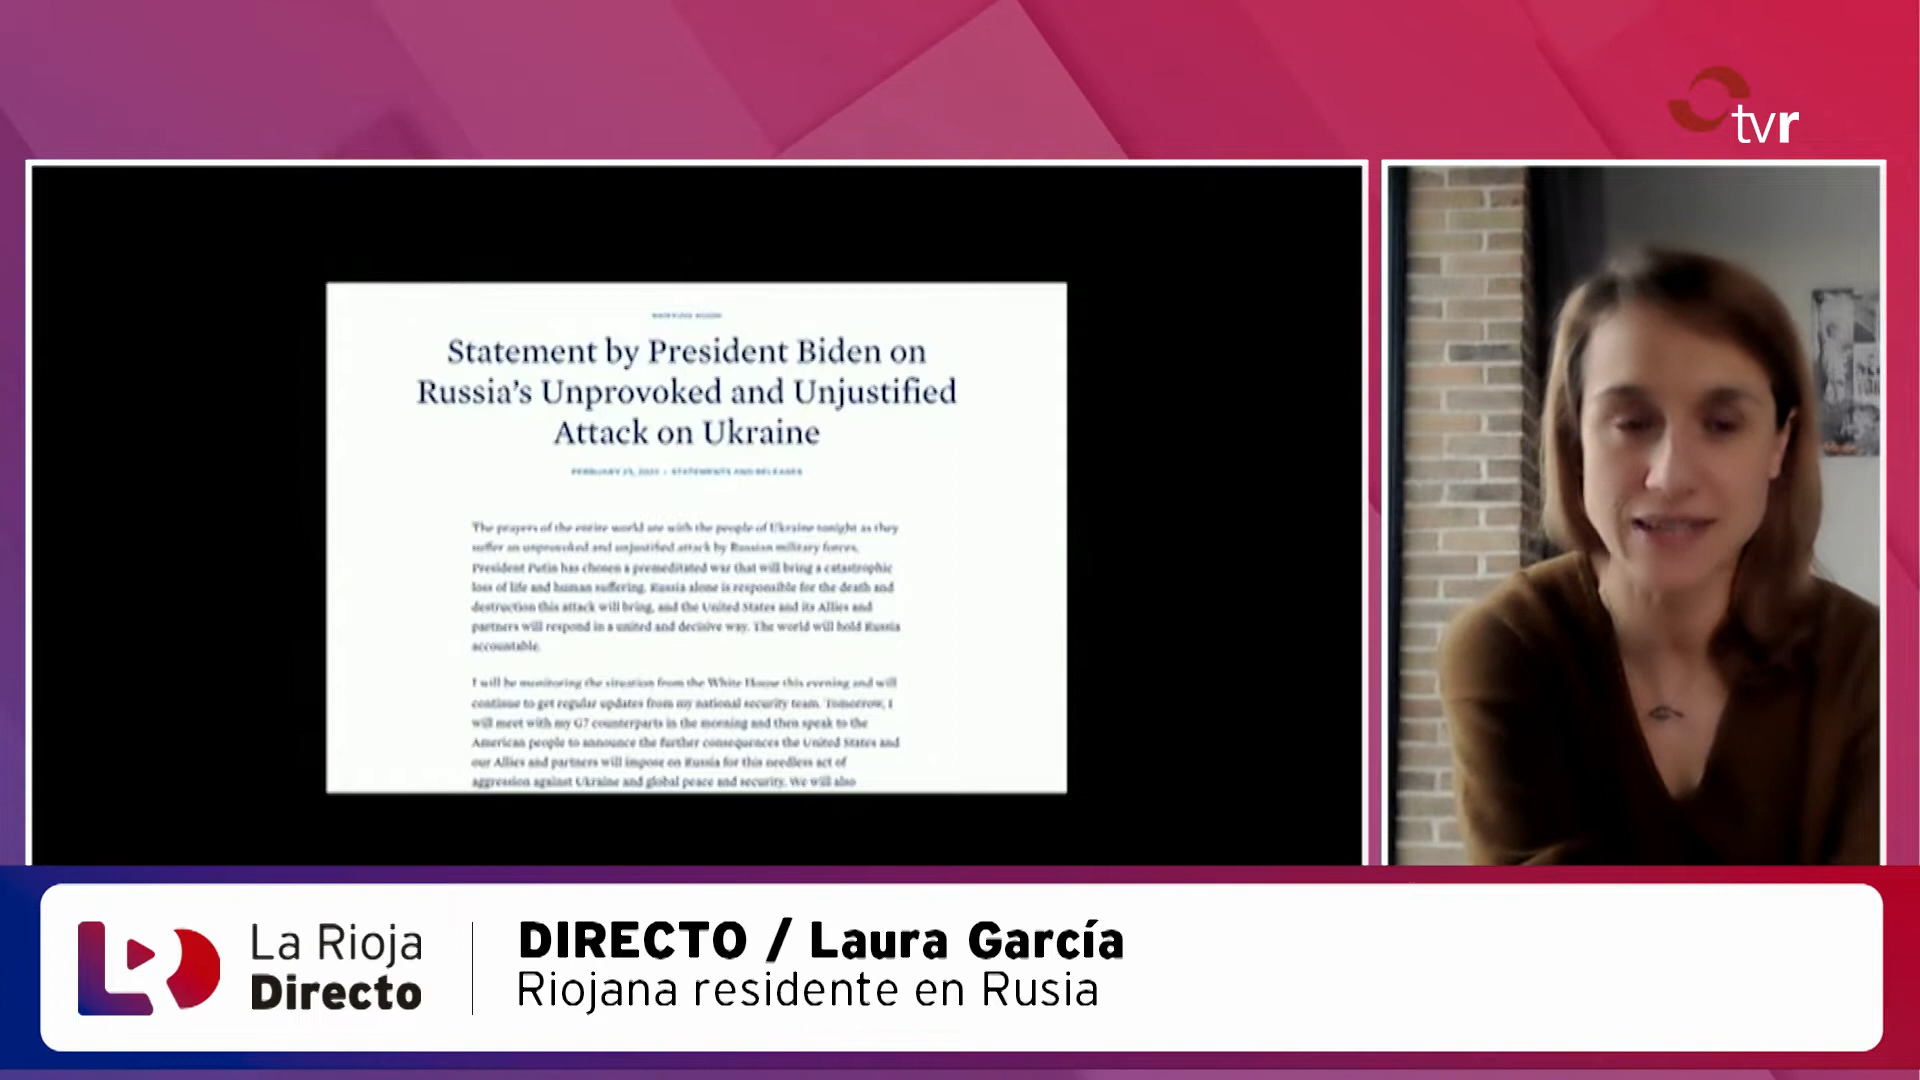 tvr
BRIEFING ROOM
Statement by President Biden on
Russia's Unprovoked and Unjustified
Attack on Ukraine
FEBRUARY 23, 2022 • STATEMENTS AND RELEASES
The prayers of the entire world are with the people of Ukraine tonight as they
suffer an unprovoked and unjustified attack by Russian military forces.
President Putin has chosen a premeditated war that will bring a catastrophic
loss of life and human suffering. Russia alone is responsible for the death and
destruction this attack will bring, and the United States and its Allies and
partners will respond in a united and decisive way. The world will hold Russia
accountable.
I will be monitoring the situation from the White House this evening and will
continue to get regular updates from my national security team. Tomorrow, I
will meet with my G7 counterparts in the morning and then speak to the
American people to announce the further consequences the United States and
our Allies and partners will impose on Russia for this needless act of
aggression against Ukraine and global peace and security. We will also
La Rioja
Directo
DIRECTO / Laura García
Riojana residente en Rusia